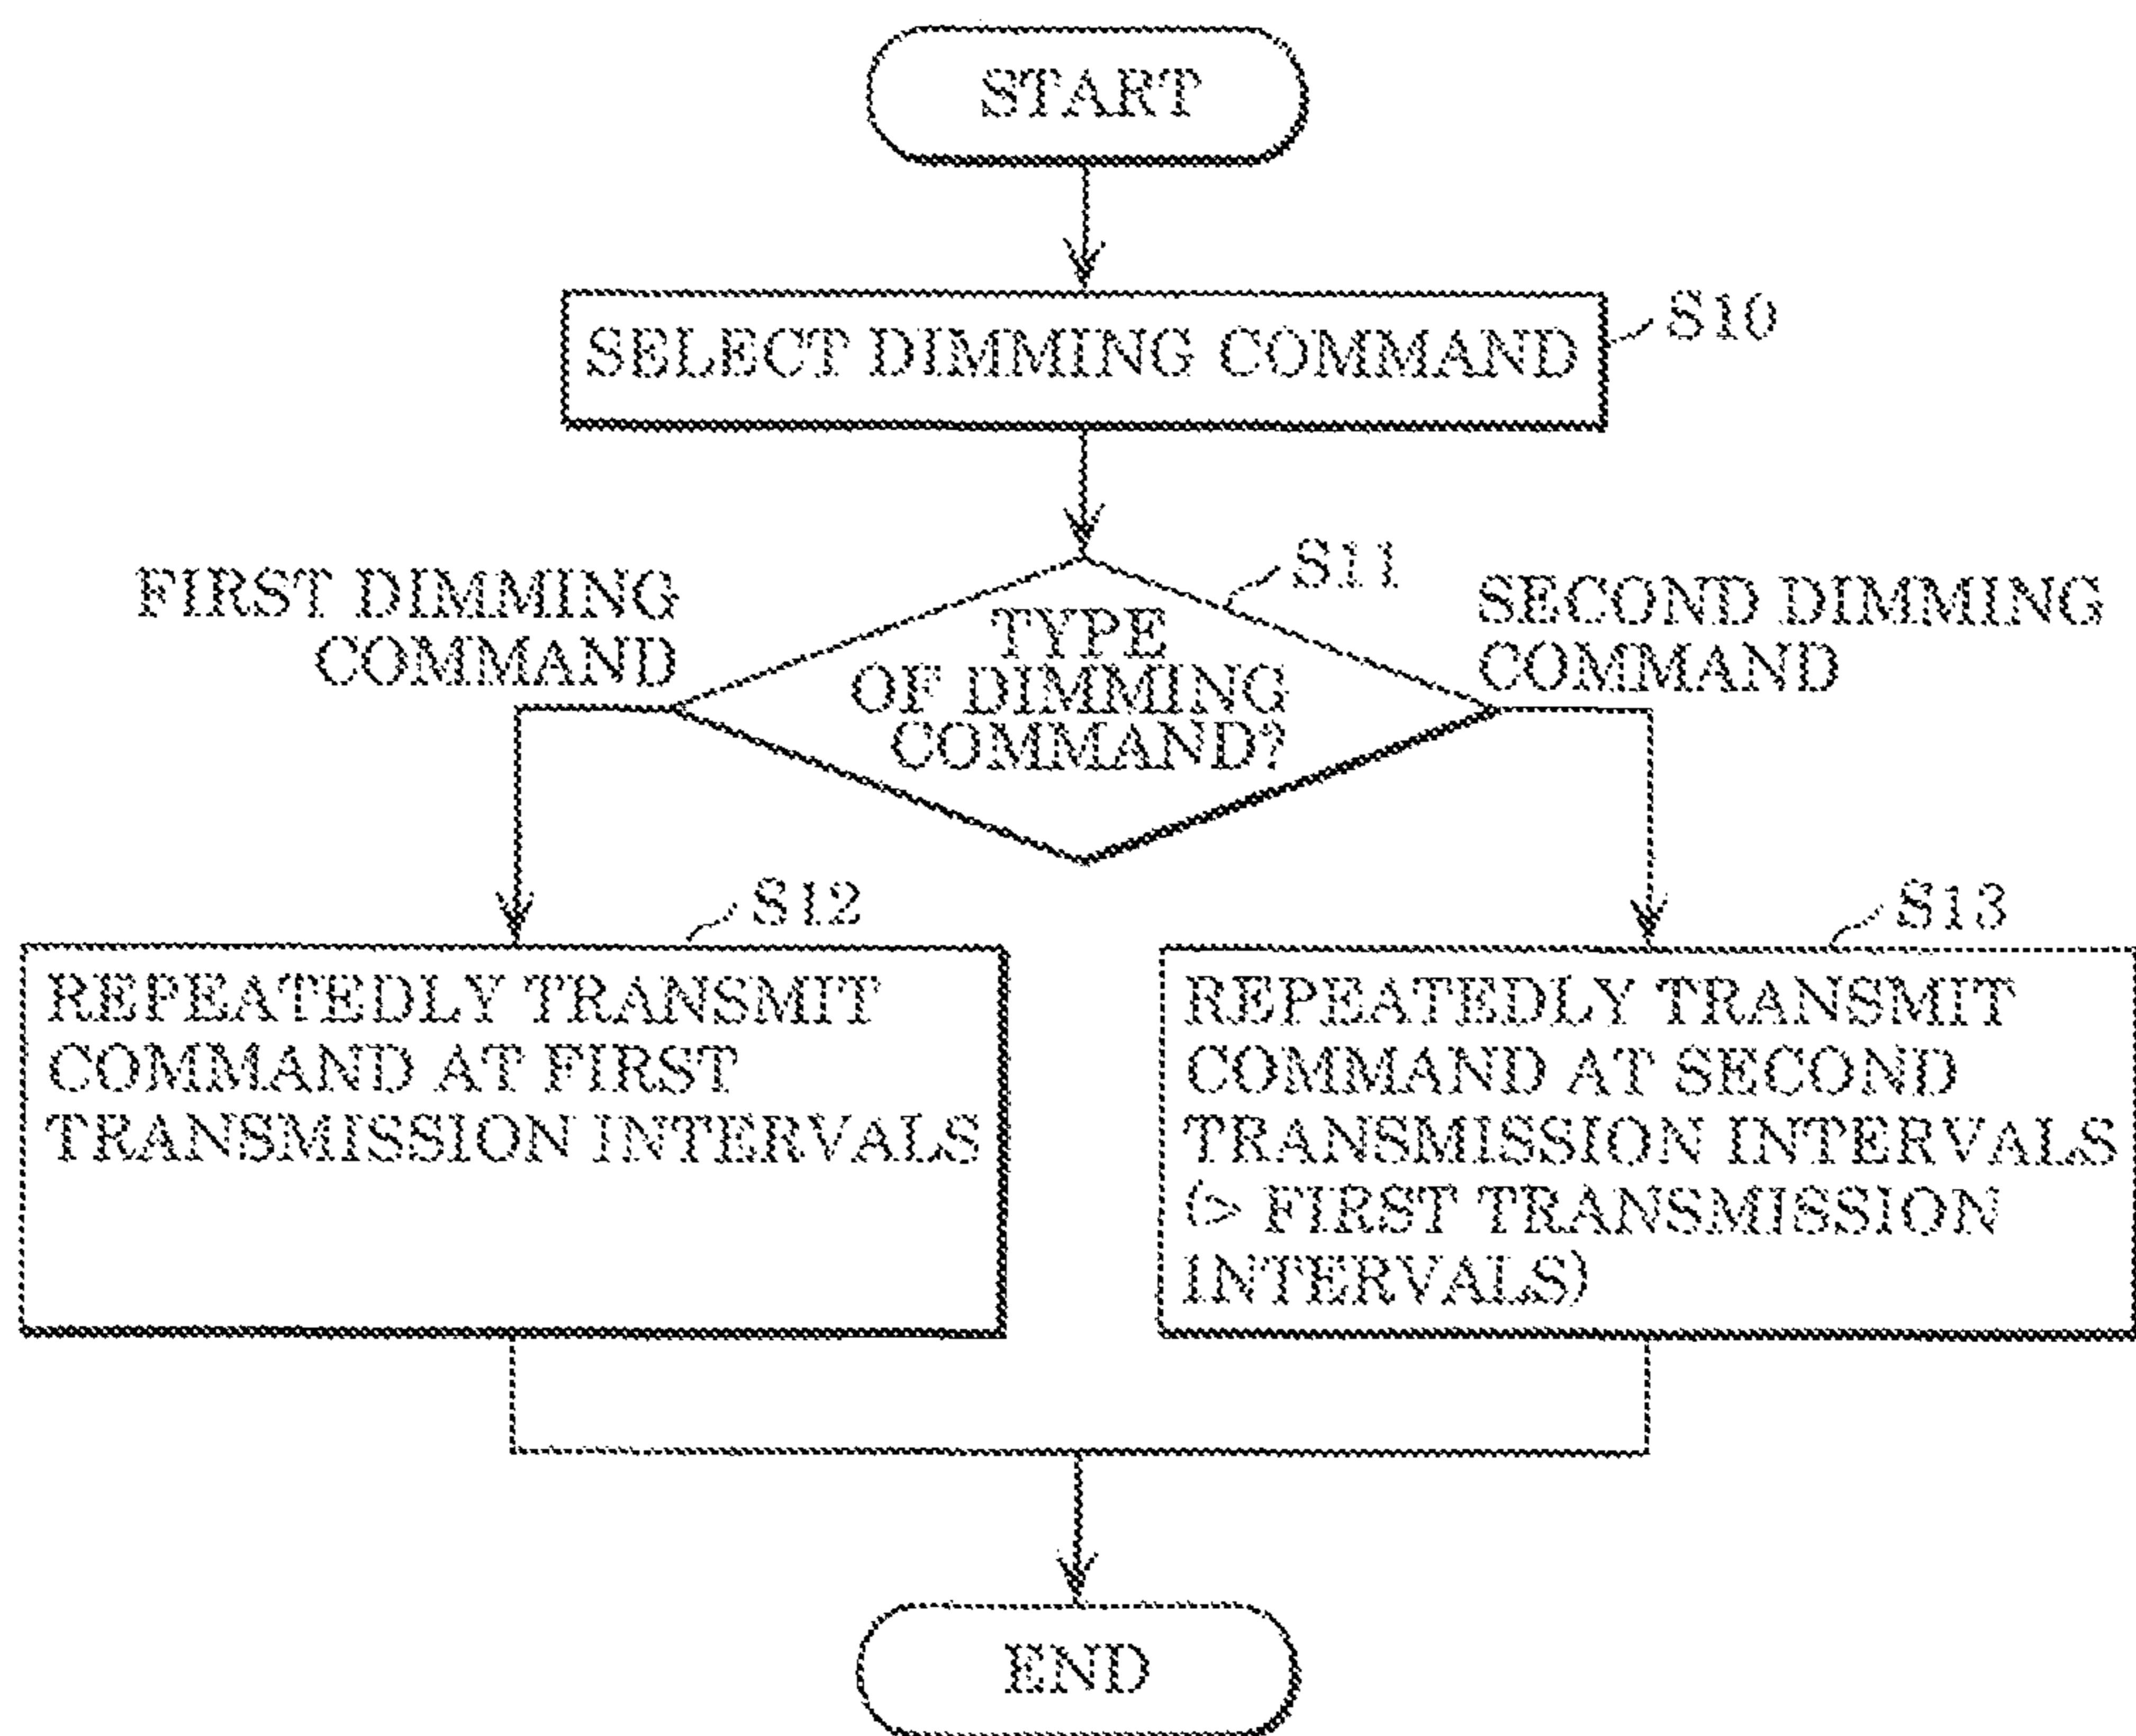 START
SELECT DIMMING COMMAND
S10
S11
FIRST DIMMING
COMMAND
TYPE
OF DIMMING
COMMAND?
SECOND DIMMING
COMMAND
S12
REPEATEDLY TRANSMIT
COMMAND AT FIRST
TRANSMISSION INTERVALS
S13
REPEATEDLY TRANSMIT
COMMAND AT SECOND
TRANSMISSION INTERVALS
(> FIRST TRANSMISSION
INTERVALS)
END